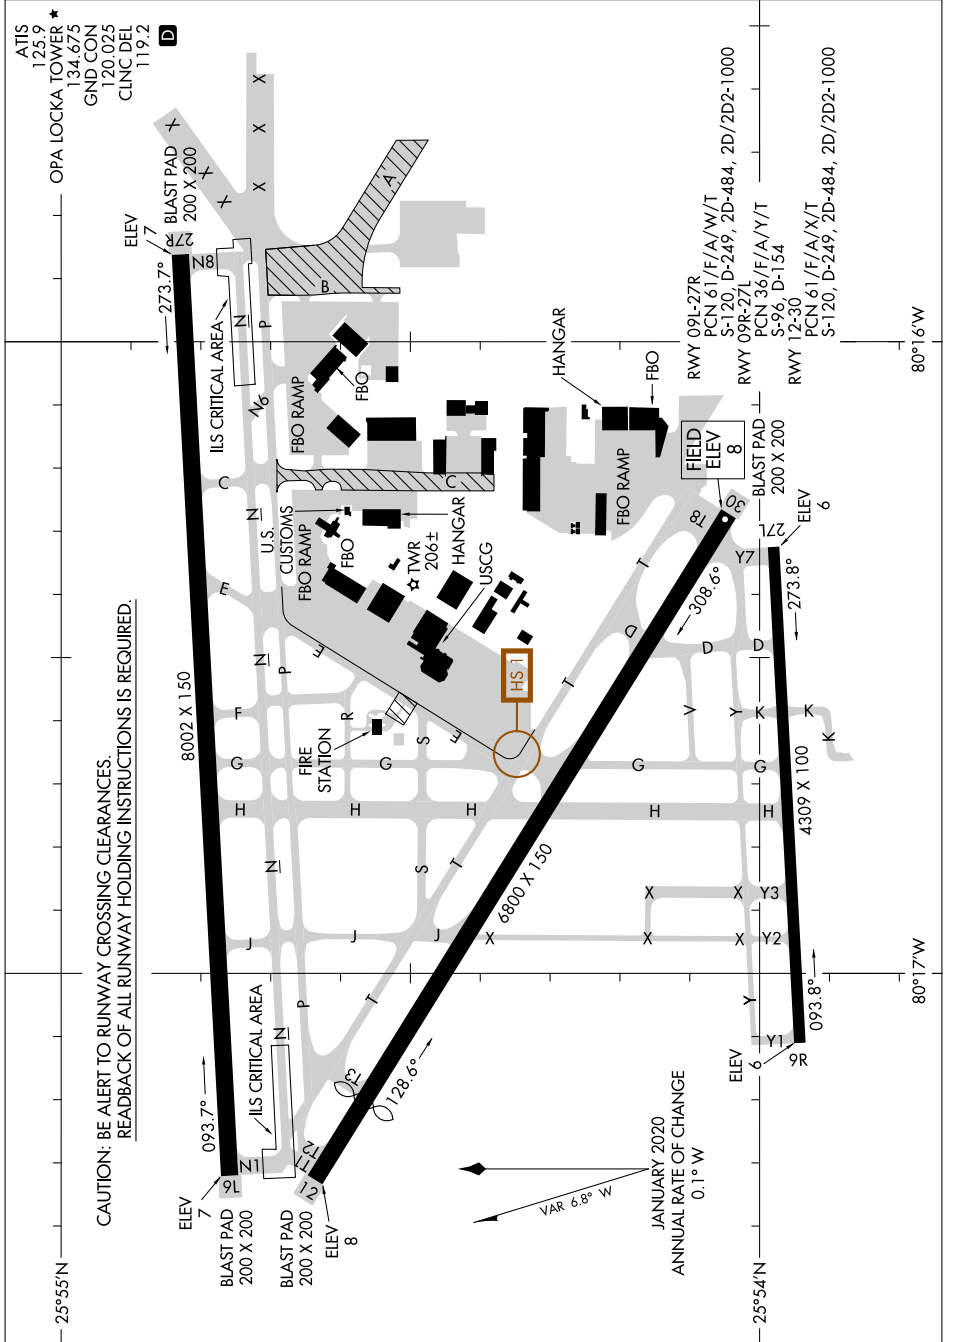 ATIS
125.9
OPA LOCKA TOWER ★
134.675
GND CON
120.025
CLNC DEL
119.2
D
CAUTION: BE ALERT TO RUNWAY CROSSING CLEARANCES.
READBACK OF ALL RUNWAY HOLDING INSTRUCTIONS IS REQUIRED.
25°55'N
25°54'N
80°17'W
80°16'W
ELEV
7
BLAST PAD
200 X 200
9L
093.7°
8002 X 150
273.7°
27R
ELEV
7
BLAST PAD
200 X 200
N1
ILS CRITICAL AREA
N
J
H
G
F
N
E
N
C
N
N6
ILS CRITICAL AREA
N
N8
P
X
X
X
X
X
X
BLAST PAD
200 X 200
ELEV
8
12
T1
T2
T3
128.6°
N
P
T
J
J
H
R
P
G
S
S
T
H
F
F
FIRE
STATION
FBO RAMP
U.S.
CUSTOMS
FBO
TWR
206±
HANGAR
USCG
FBO RAMP
FBO
B
A
C
HS 1
T
T
6800 X 150
308.6°
T8
30
FIELD
ELEV
8
BLAST PAD
200 X 200
HANGAR
FBO
FBO RAMP
X
X
X
X
X
H
G
V
D
D
D
Y
Y
Y1
Y2
Y3
H
G
K
K
K
Y7
ELEV
6
9R
093.8°
4309 X 100
273.8°
27L
ELEV
6
RWY 09L-27R
PCN 61/F/A/W/T
S-120, D-249, 2D-484, 2D/2D2-1000
RWY 09R-27L
PCN 36/F/A/Y/T
S-96, D-154
RWY 12-30
PCN 61/F/A/X/T
S-120, D-249, 2D-484, 2D/2D2-1000
VAR 6.8° W
JANUARY 2020
ANNUAL RATE OF CHANGE
0.1° W